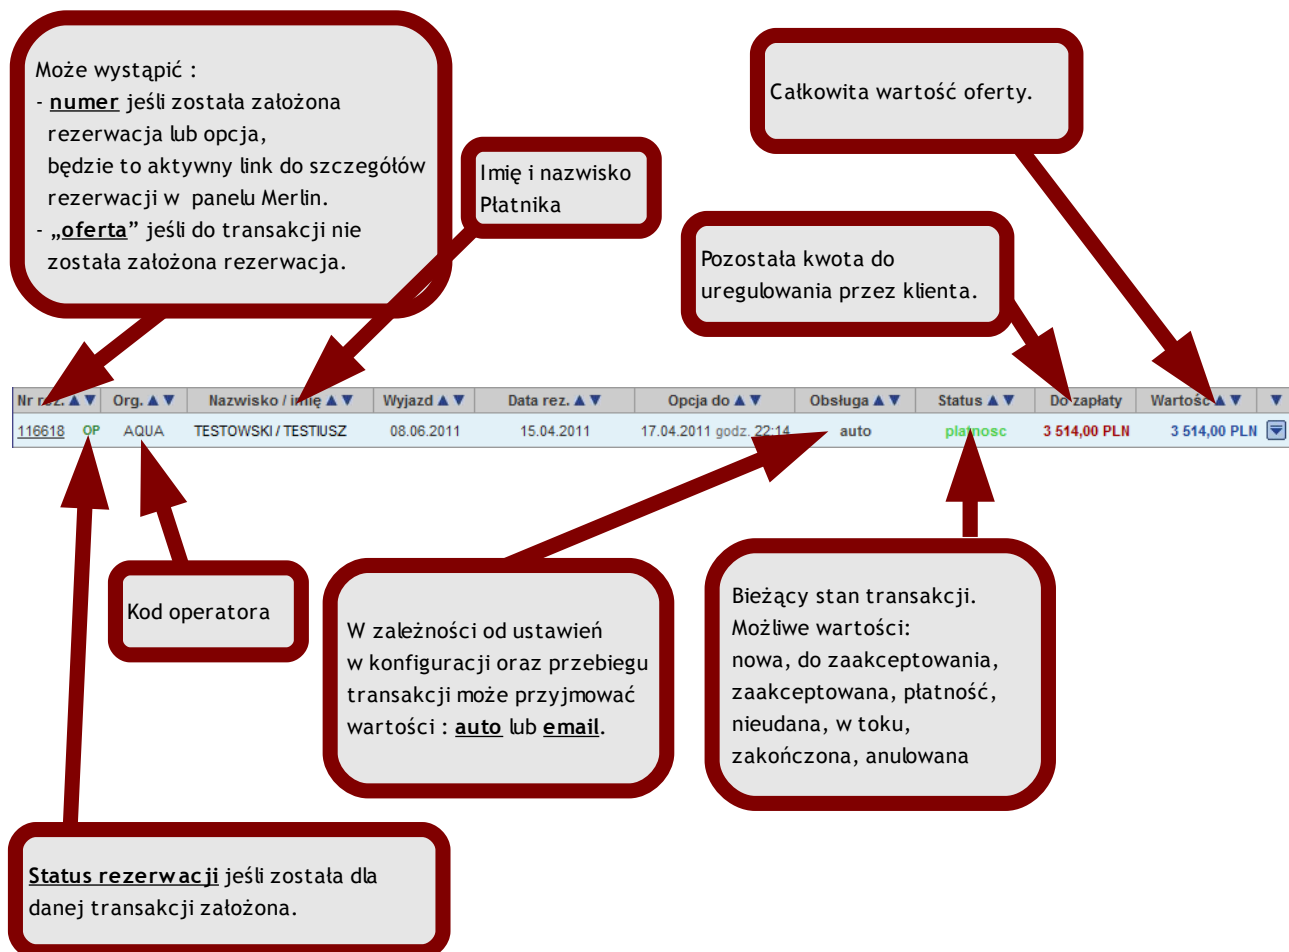 Może wystąpić :
- numer jeśli została założona
rezerwacja lub opcja,
będzie to aktywny link do szczegółów
rezerwacji w panelu Merlin.
- „oferta” jeśli do transakcji nie
została założona rezerwacja.
Imię i nazwisko
Płatnika
Całkowita wartość oferty.
Pozostała kwota do
uregulowania przez klienta.
Nr rez. ▲ ▼ Org. ▲ ▼ Nazwisko / imię ▲ ▼ Wyjazd ▲ ▼ Data rez. ▲ ▼ Opcja do ▲ ▼ Obsługa ▲ ▼ Status ▲ ▼ Do zapłaty Wartość ▲ ▼ ▼
116618 OP AQUA TESTOWSKI / TESTIUSZ 08.06.2011 15.04.2011 17.04.2011 godz. 22:14 auto platnosc 3 514,00 PLN 3 514,00 PLN
Kod operatora
W zależności od ustawień
w konfiguracji oraz przebiegu
transakcji może przyjmować
wartości : auto lub email.
Bieżący stan transakcji.
Możliwe wartości:
nowa, do zaakceptowania,
zaakceptowana, płatność,
nieudana, w toku,
zakończona, anulowana
Status rezerwacji jeśli została dla
danej transakcji założona.